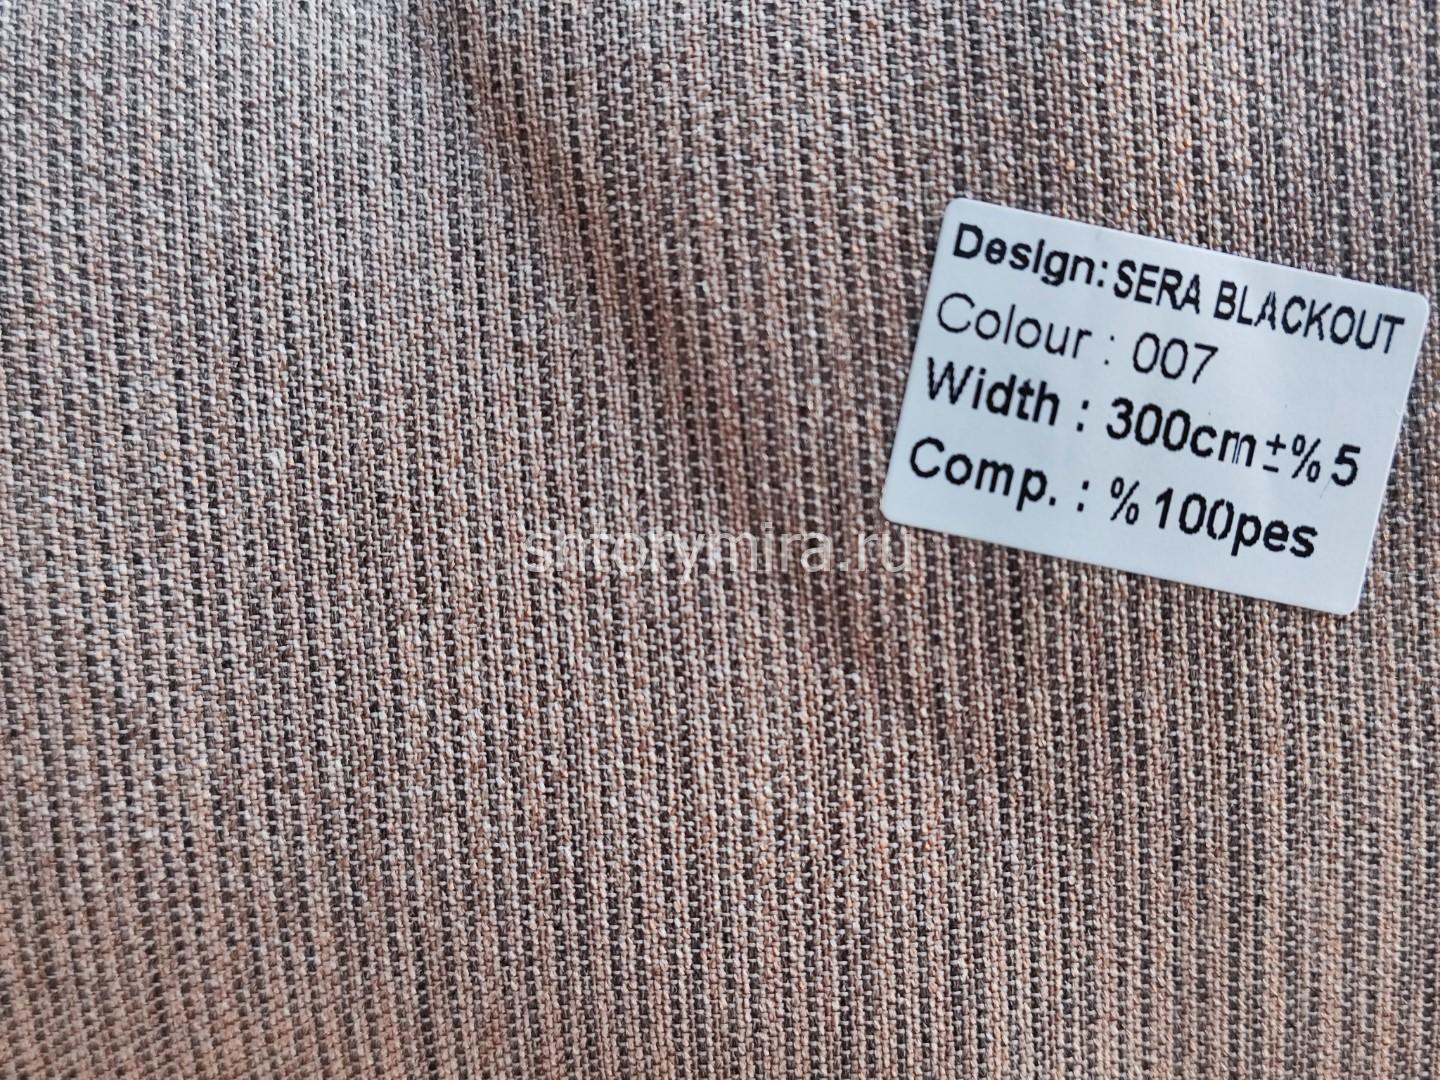 Design: SERA BLACKOUT
Colour : 007
Width : 300cm ±% 5
Comp. : % 100pes
shtorymira.ru